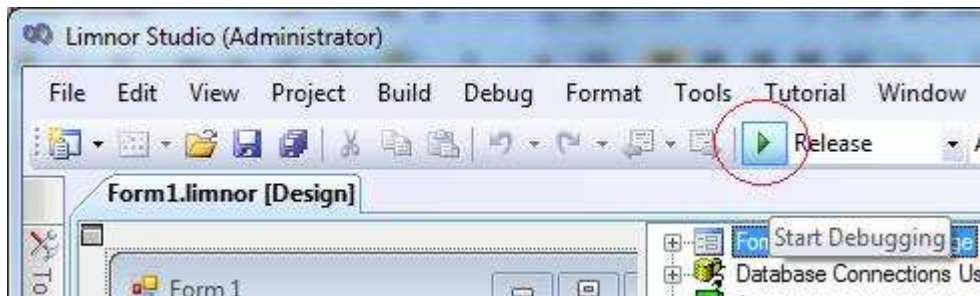 Limnor Studio (Administrator)
File Edit View Project Build Debug Format Tools Tutorial Window
Release
Form1.limnor [Design]
Start Debugging
To
Form 1
Database Connections Us